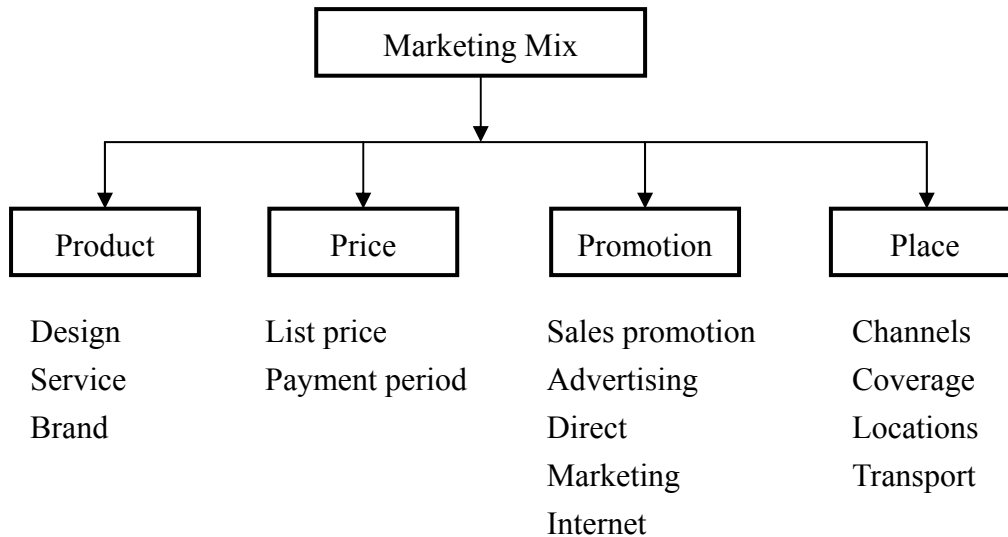 Marketing Mix
Product
Price
Promotion
Place
Design
Service
Brand
List price
Payment period
Sales promotion
Advertising
Direct
Marketing
Internet
Channels
Coverage
Locations
Transport